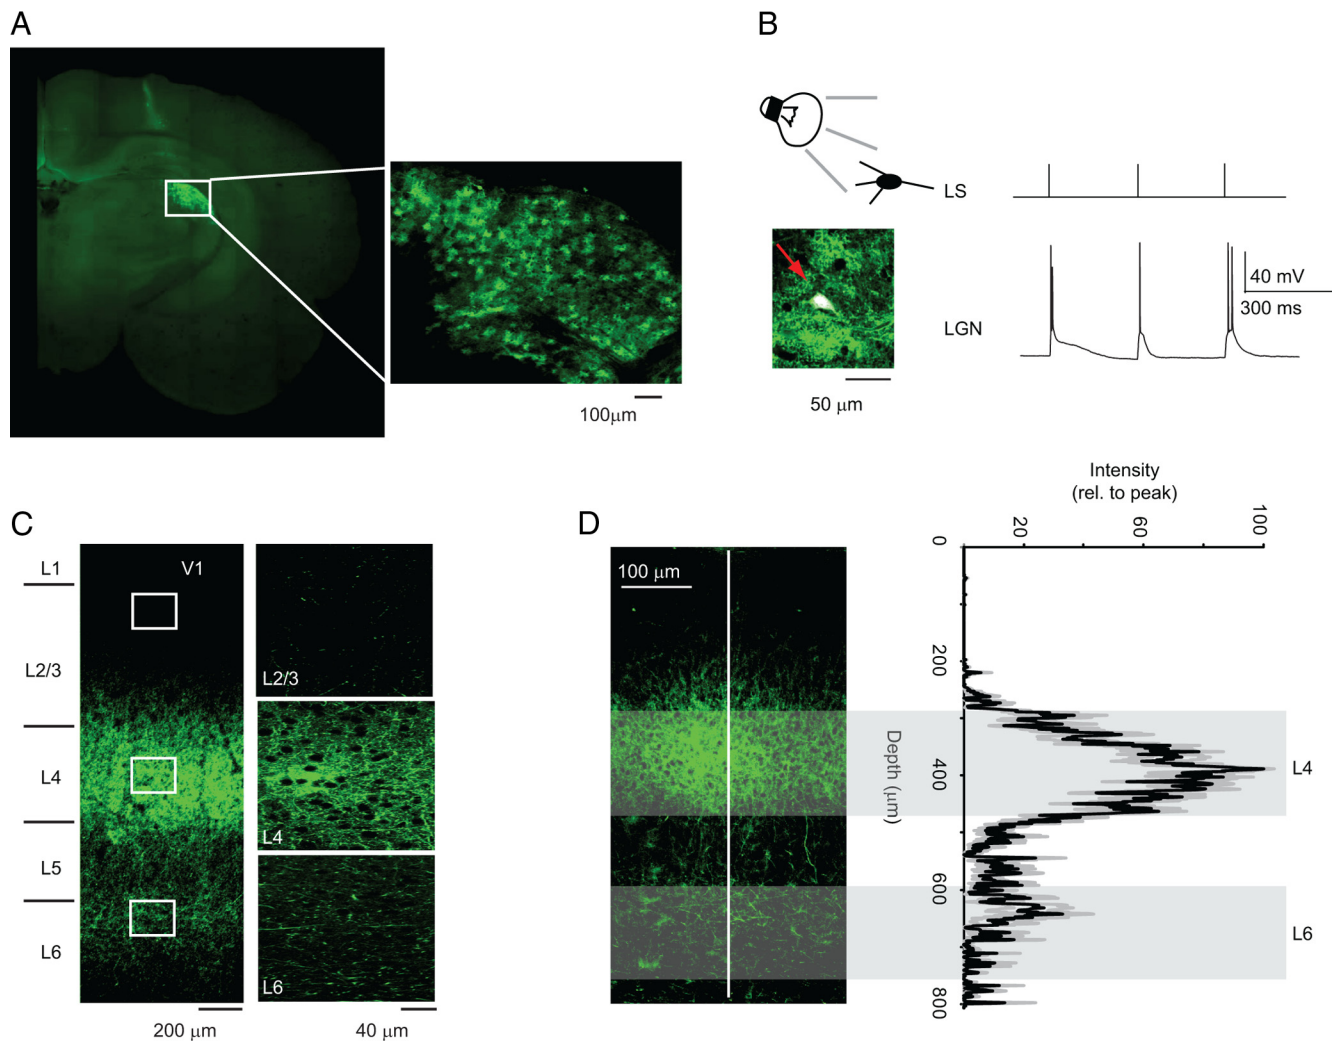 A
B
LS
40 mV
300 ms
LGN
100μm
50 μm
C
L1
V1
L2/3
L4
L5
L6
L2/3
L4
L6
200 μm
40 μm
D
100 μm
Intensity
(rel. to peak)
20
60
100
0
200
400
600
800
Depth (μm)
L4
L6